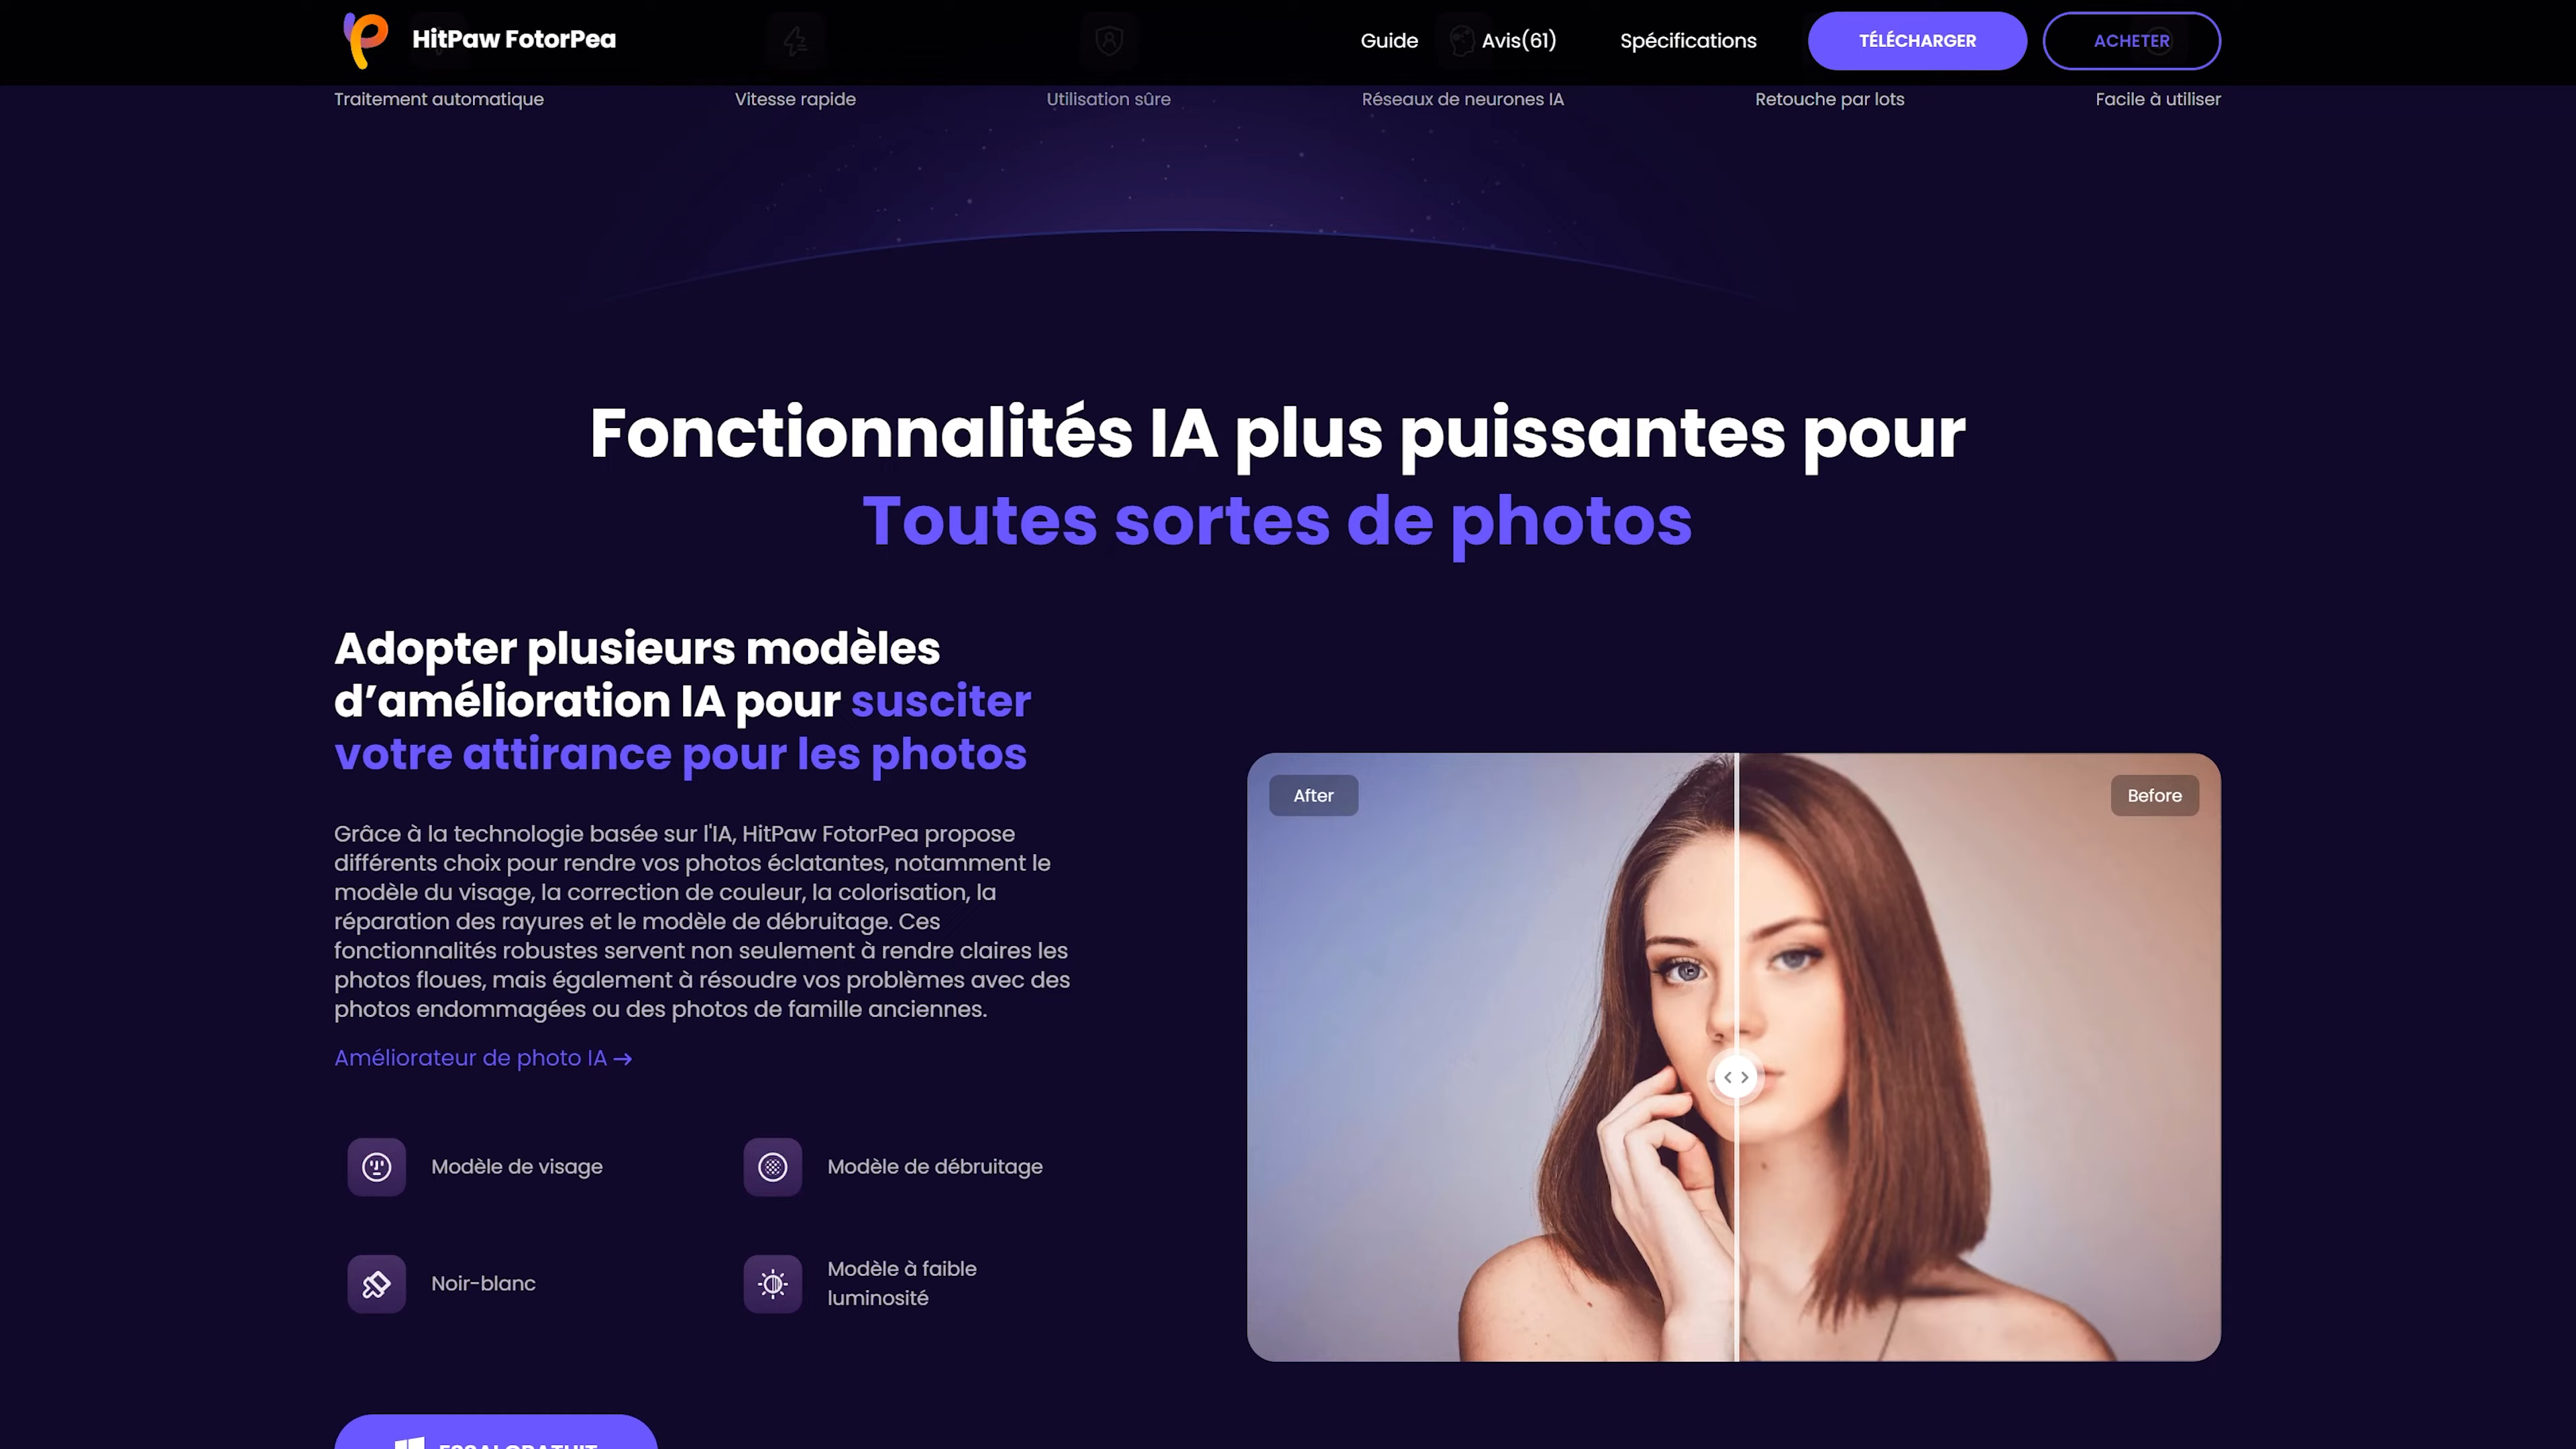 HitPaw FotorPea
Guide
Avis(61)
Spécifications
TÉLÉCHARGER
ACHETER
Traitement automatique
Vitesse rapide
Utilisation sûre
Réseaux de neurones IA
Retouche par lots
Facile à utiliser
Fonctionnalités IA plus puissantes pour
Toutes sortes de photos
Adopter plusieurs modèles
d’amélioration IA pour susciter
votre attirance pour les photos
Grâce à la technologie basée sur l'IA, HitPaw FotorPea propose
différents choix pour rendre vos photos éclatantes, notamment le
modèle du visage, la correction de couleur, la colorisation, la
réparation des rayures et le modèle de débruitage. Ces
fonctionnalités robustes servent non seulement à rendre claires les
photos floues, mais également à résoudre vos problèmes avec des
photos endommagées ou des photos de famille anciennes.
Améliorateur de photo IA →
Modèle de visage
Modèle de débruitage
Noir-blanc
Modèle à faible
luminosité
After
Before
ESSAI GRATUIT